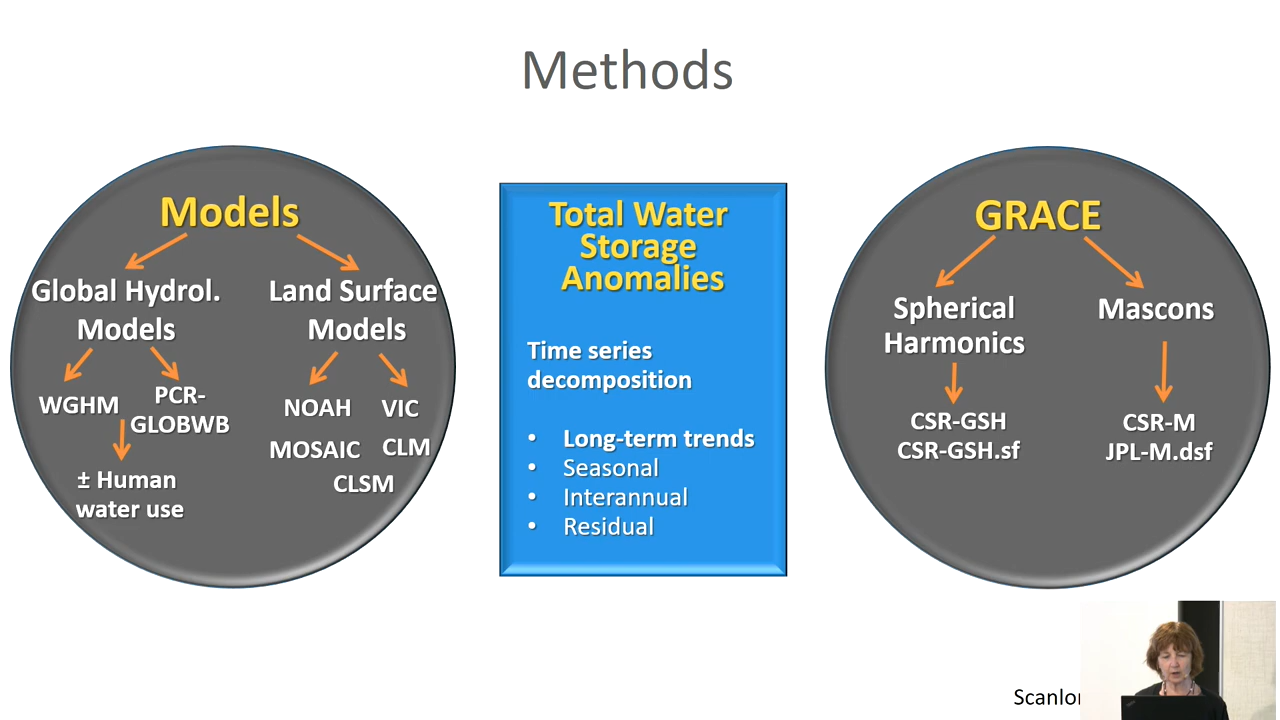 Methods
Models
Global Hydrol.
Models
Land Surface
Models
WGHM
PCR-
GLOBWB
± Human
water use
NOAH
VIC
MOSAIC
CLM
CLSM
Total Water
Storage
Anomalies
Time series
decomposition
• Long-term trends
• Seasonal
• Interannual
• Residual
GRACE
Spherical
Harmonics
Mascons
CSR-GSH
CSR-GSH.sf
CSR-M
JPL-M.dsf